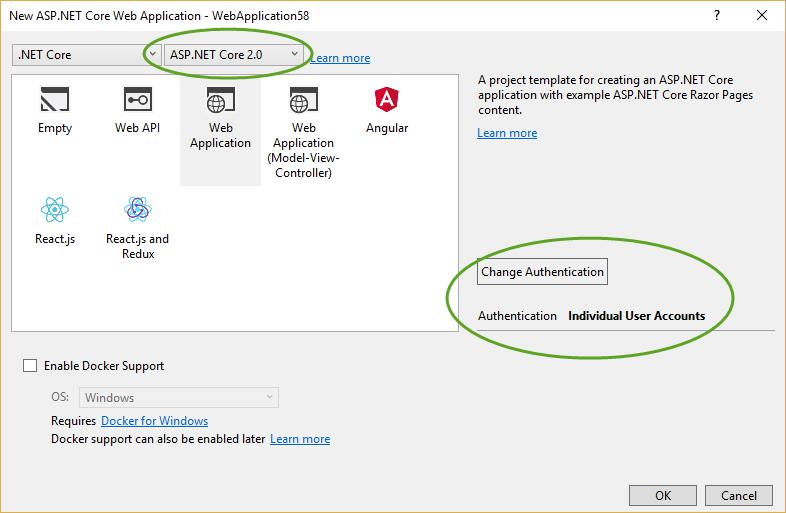 New ASP.NET Core Web Application - WebApplication58
.NET Core
ASP.NET Core 2.0
Learn more
Empty
Web API
Web
Application
Web
Application
(Model-View-
Controller)
Angular
React.js
React.js and
Redux
A project template for creating an ASP.NET Core
application with example ASP.NET Core Razor Pages
content.
Learn more
Change Authentication
Authentication Individual User Accounts
Enable Docker Support
OS: Windows
Requires Docker for Windows
Docker support can also be enabled later Learn more
OK
Cancel